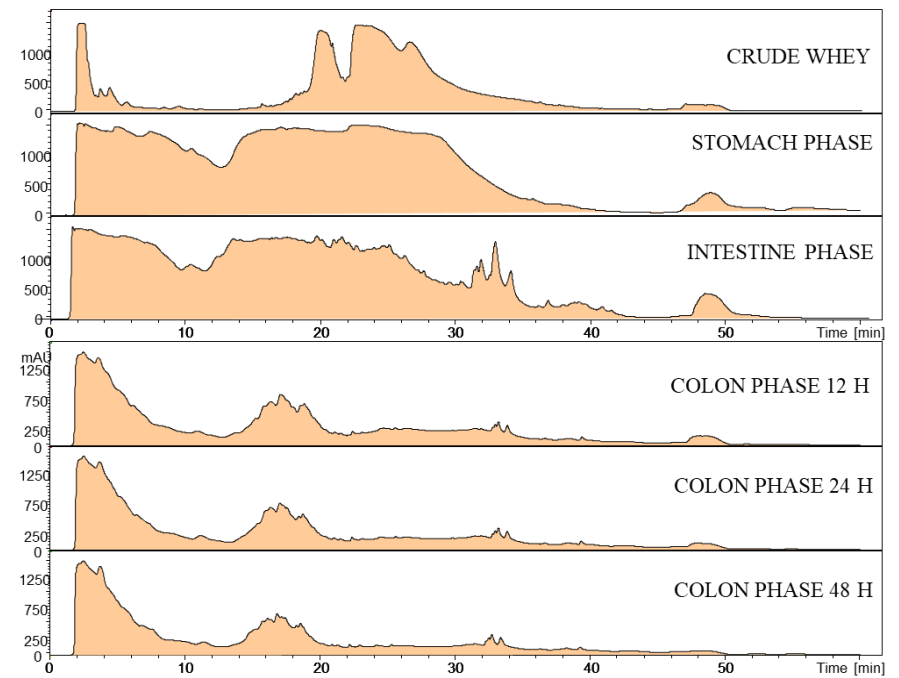 1000
500
0
CRUDE WHEY
1000
500
0
STOMACH PHASE
1000
500
0
INTESTINE PHASE
0 10 20 30 40 50 Time [min]
mAU
1250
750
250
0
COLON PHASE 12 H
1250
750
250
0
COLON PHASE 24 H
1250
750
250
0
COLON PHASE 48 H
0 10 20 30 40 50 Time [min]